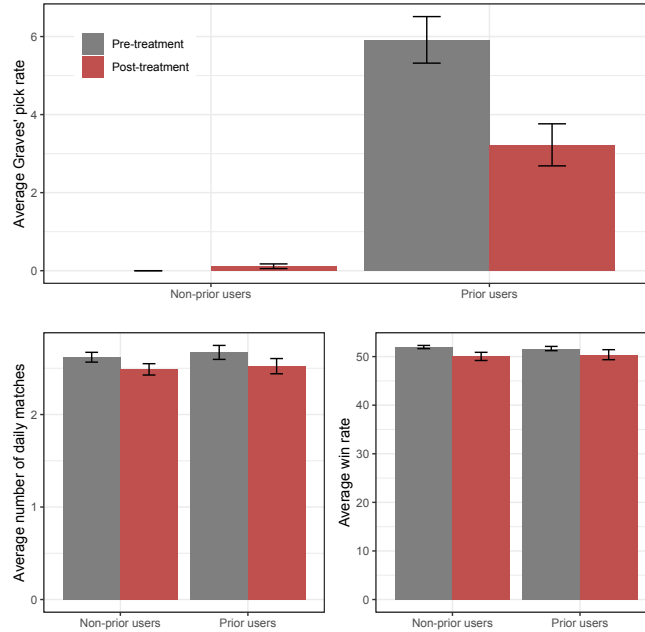 Average Graves' pick rate
6
4
2
0
Pre-treatment
Post-treatment
Non-prior users
Prior users
Average number of daily matches
2
1
0
Non-prior users
Prior users
Average win rate
50
40
30
20
10
0
Non-prior users
Prior users